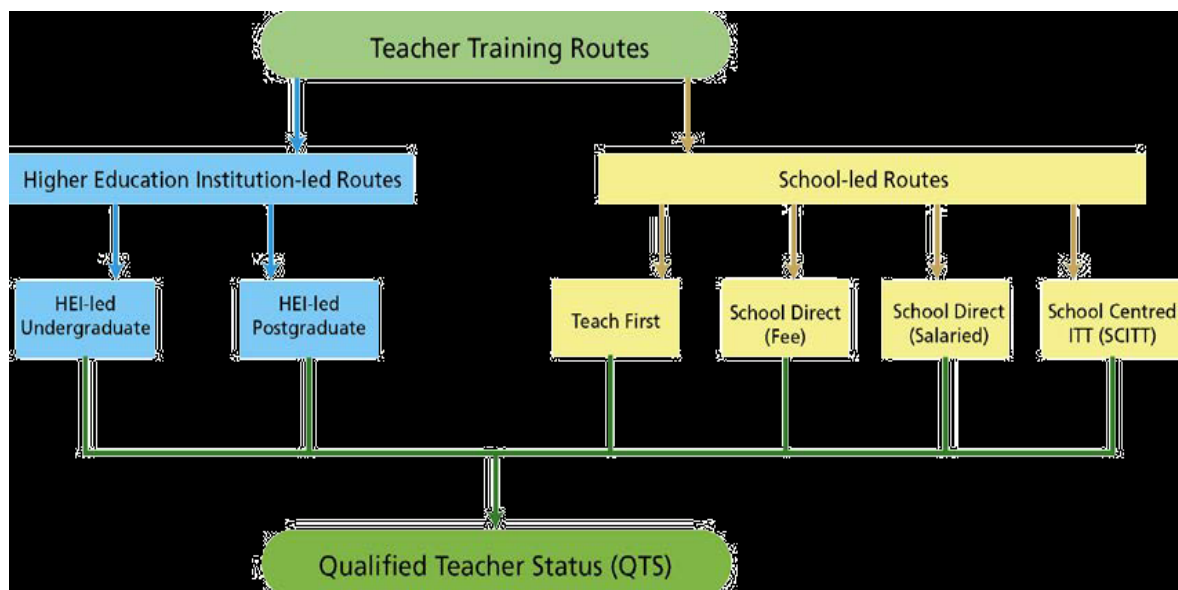 Teacher Training Routes
Higher Education Institution-led Routes
School-led Routes
HEI-led
Undergraduate
HEI-led
Postgraduate
Teach First
School Direct
(Fee)
School Direct
(Salaried)
School Centred
ITT (SCITT)
Qualified Teacher Status (QTS)